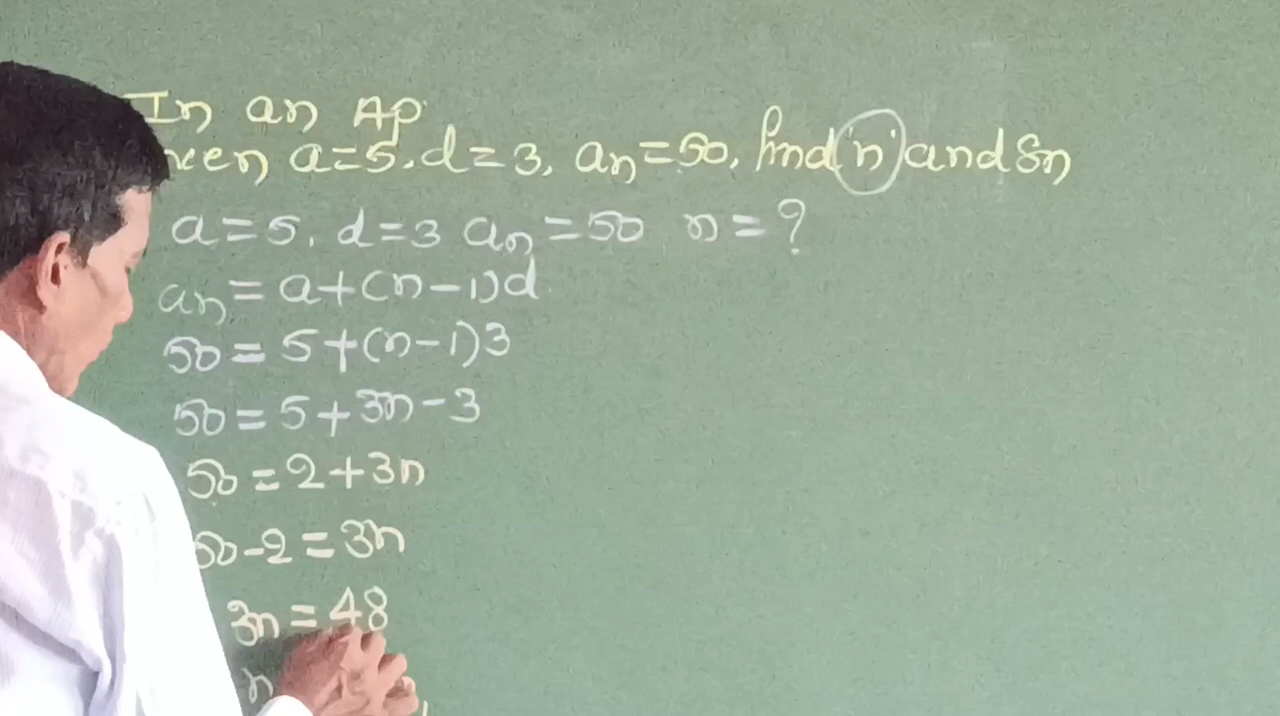 In an AP
a=5, d=3, an=50, find 'n' and Sn
a=5, d=3 an=50 n=?
an=a+(n-1)d
50=5+(n-1)3
50=5+3n-3
50=2+3n
50-2=3n
3n=48
n